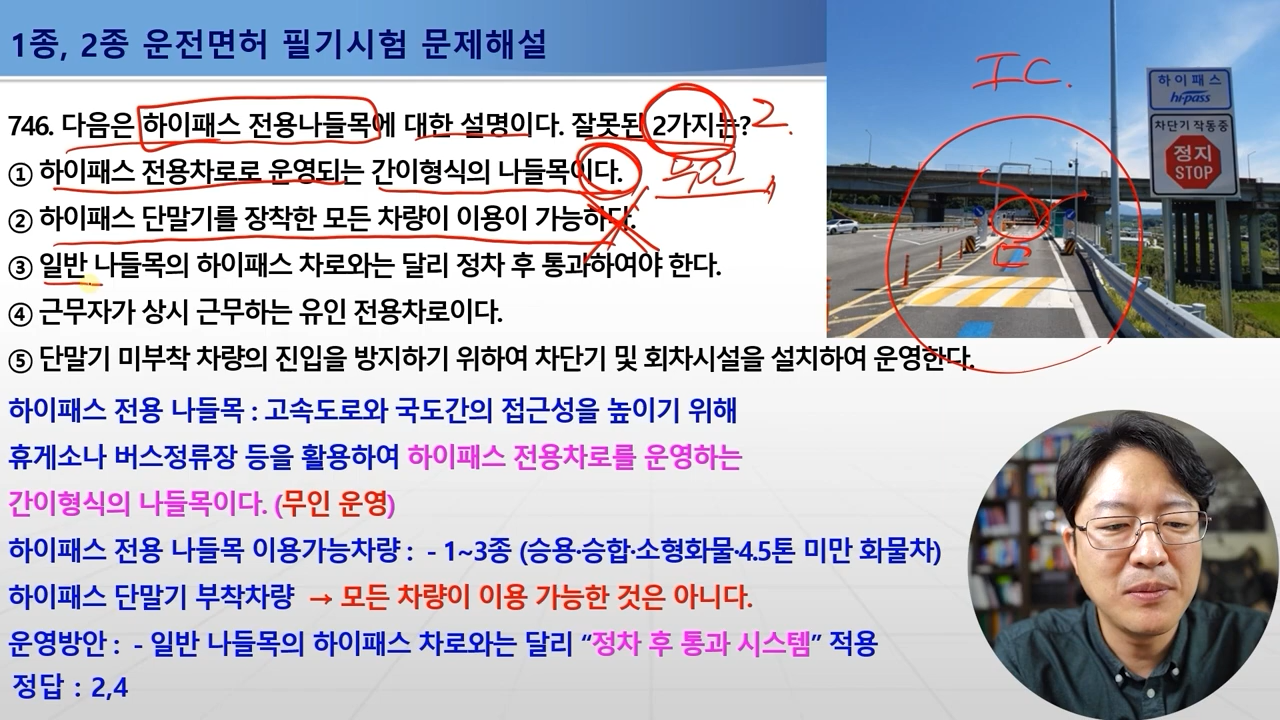 1종, 2종 운전면허 필기시험 문제해설
746. 다음은 하이패스 전용나들목에 대한 설명이다. 잘못된 2가지는?
2.
① 하이패스 전용차로로 운영되는 간이형식의 나들목이다.
무인
② 하이패스 단말기를 장착한 모든 차량이 이용이 가능하다.
③ 일반 나들목의 하이패스 차로와는 달리 정차 후 통과하여야 한다.
④ 근무자가 상시 근무하는 유인 전용차로이다.
⑤ 단말기 미부착 차량의 진입을 방지하기 위하여 차단기 및 회차시설을 설치하여 운영한다.
하이패스 전용 나들목 : 고속도로와 국도간의 접근성을 높이기 위해
휴게소나 버스정류장 등을 활용하여 하이패스 전용차로를 운영하는
간이형식의 나들목이다. (무인 운영)
하이패스 전용 나들목 이용가능차량 : - 1~3종 (승용·승합·소형화물·4.5톤 미만 화물차)
하이패스 단말기 부착차량 → 모든 차량이 이용 가능한 것은 아니다.
운영방안 : - 일반 나들목의 하이패스 차로와는 달리 “정차 후 통과 시스템” 적용
정답 : 2,4
IC.
하이패스
hi-pass
차단기 작동중
정지
STOP